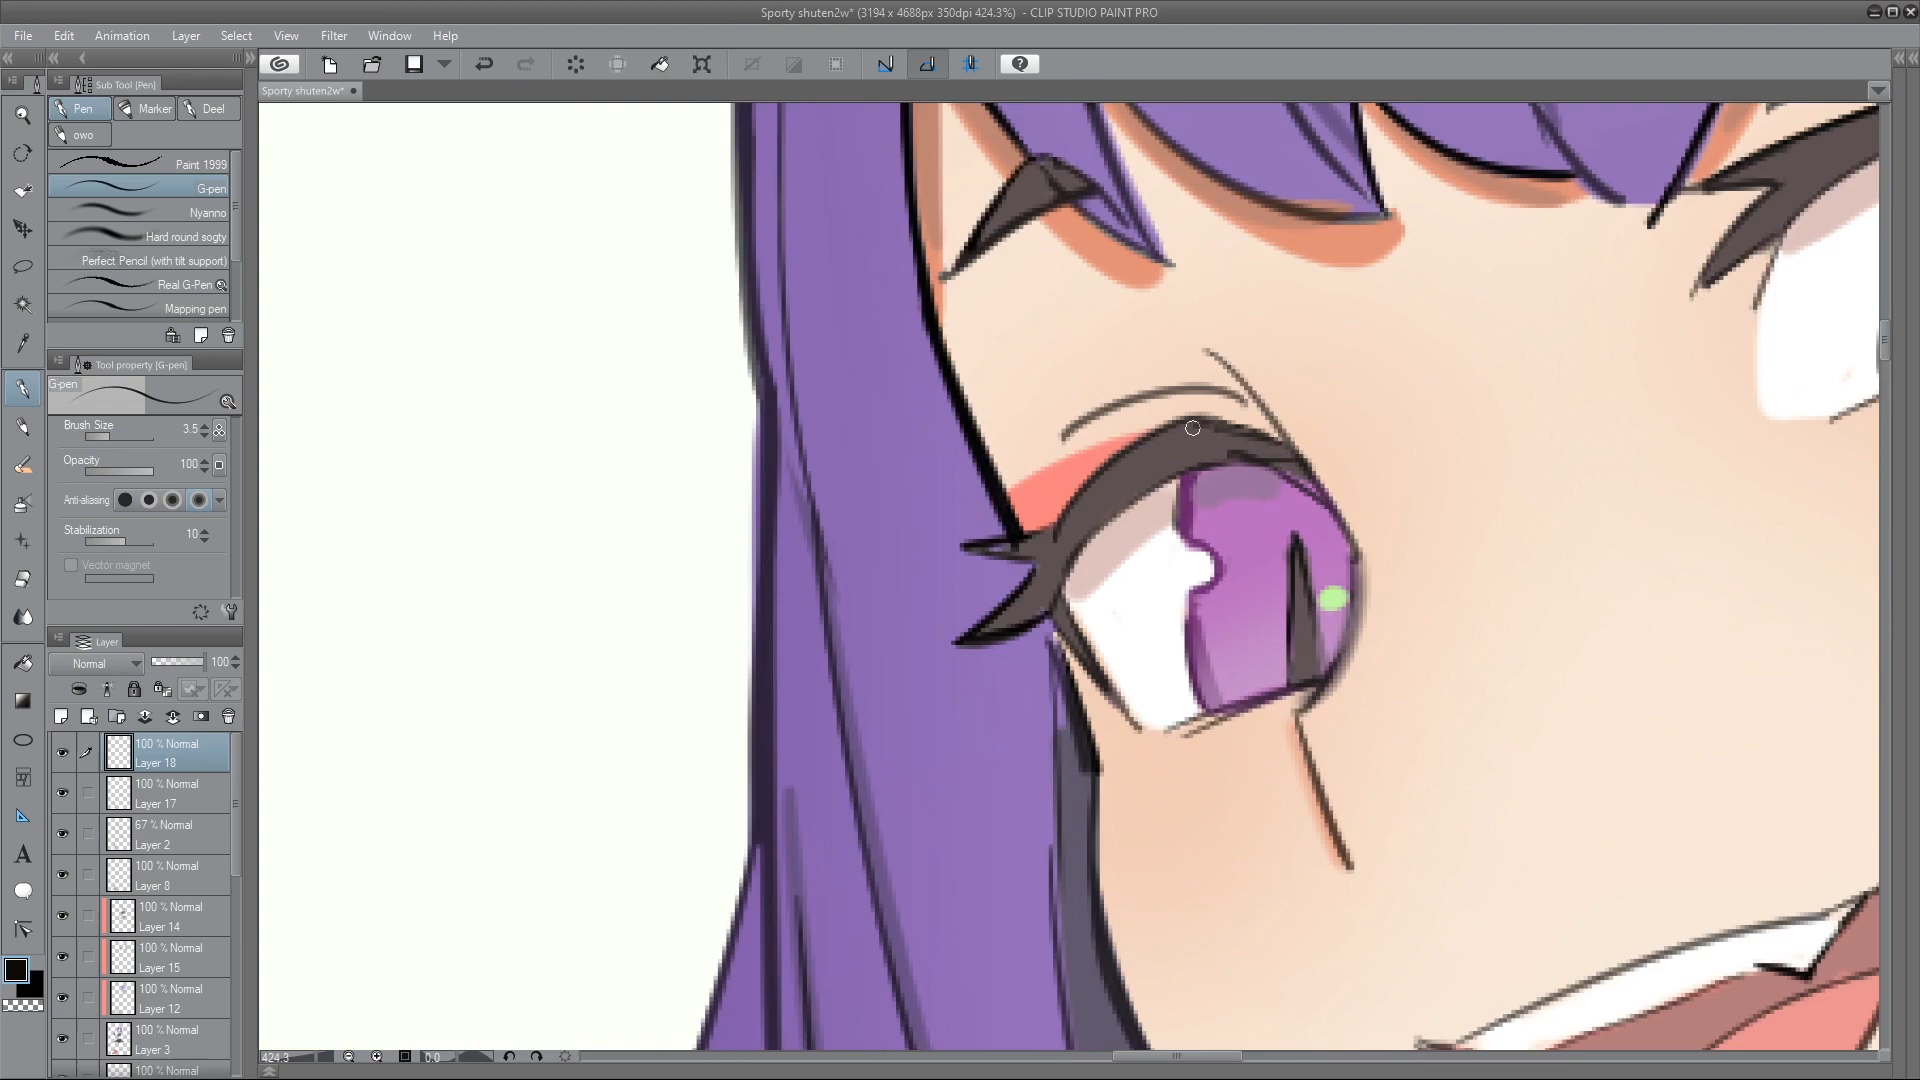 Sporty shuten2w* (3194 x 4688px 350dpi 424.3%) - CLIP STUDIO PAINT PRO
File Edit Animation Layer Select View Filter Window Help
Sub Tool [Pen]
Sporty shuten2w*
Pen Marker Deel
owo
Paint 1999
G-pen
Nyanno
Hard round sogty
Perfect Pencil (with tilt support)
Real G-Pen
Mapping pen
Tool property [G-pen]
G-pen
Brush Size 3.5
Opacity 100
Anti-aliasing
Stabilization 10
Vector magnet
Layer
Normal 100
100 % Normal
Layer 18
100 % Normal
Layer 17
67 % Normal
Layer 2
100 % Normal
Layer 8
100 % Normal
Layer 14
100 % Normal
Layer 15
100 % Normal
Layer 12
100 % Normal
Layer 3
100 % Normal
424.3 0.0